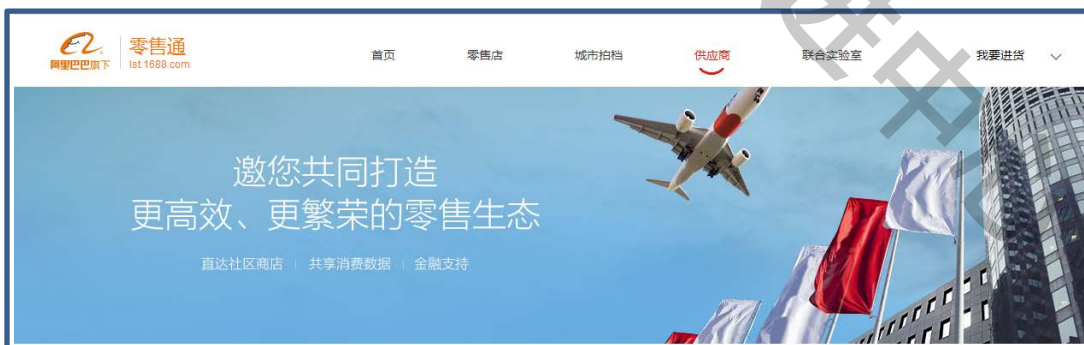 阿里巴巴旗下
零售通
lst.1688.com
首页
零售店
城市拍档
供应商
联合实验室
我要进货
邀您共同打造
更高效、更繁荣的零售生态
直达社区商店 | 共享消费数据 | 金融支持